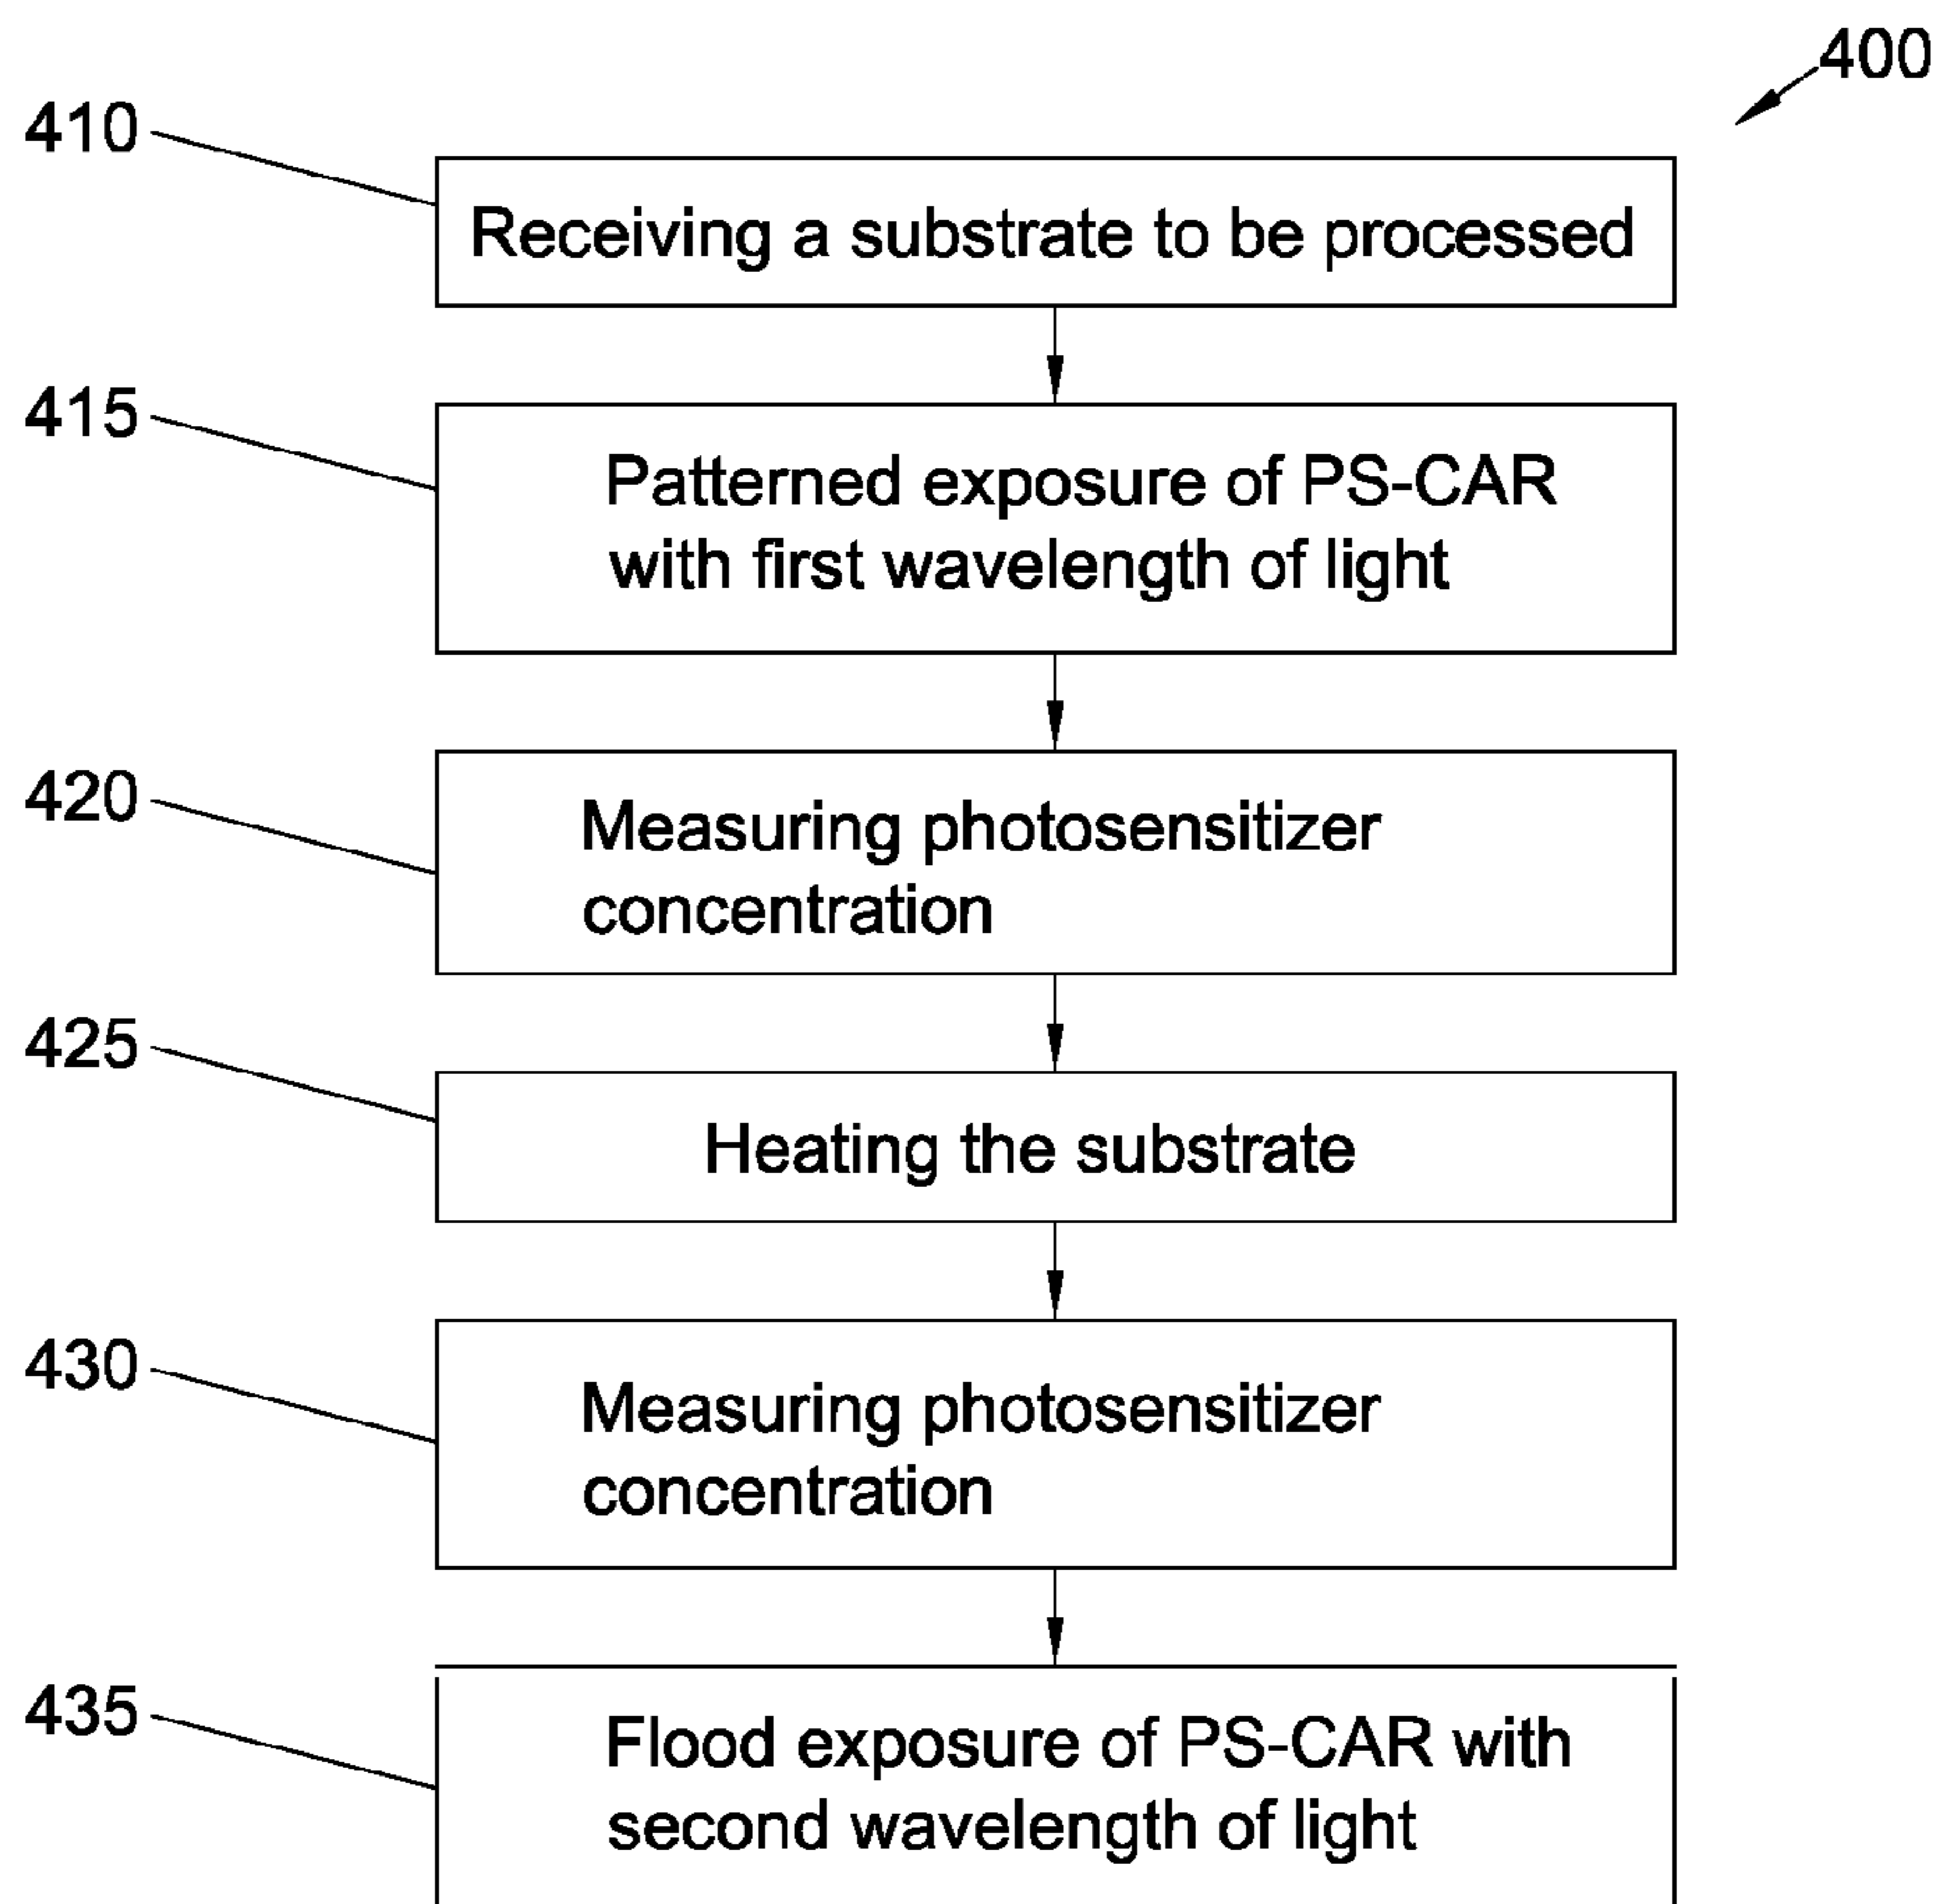 400
410
Receiving a substrate to be processed
415
Patterned exposure of PS-CAR
with first wavelength of light
420
Measuring photosensitizer
concentration
425
Heating the substrate
430
Measuring photosensitizer
concentration
435
Flood exposure of PS-CAR with
second wavelength of light